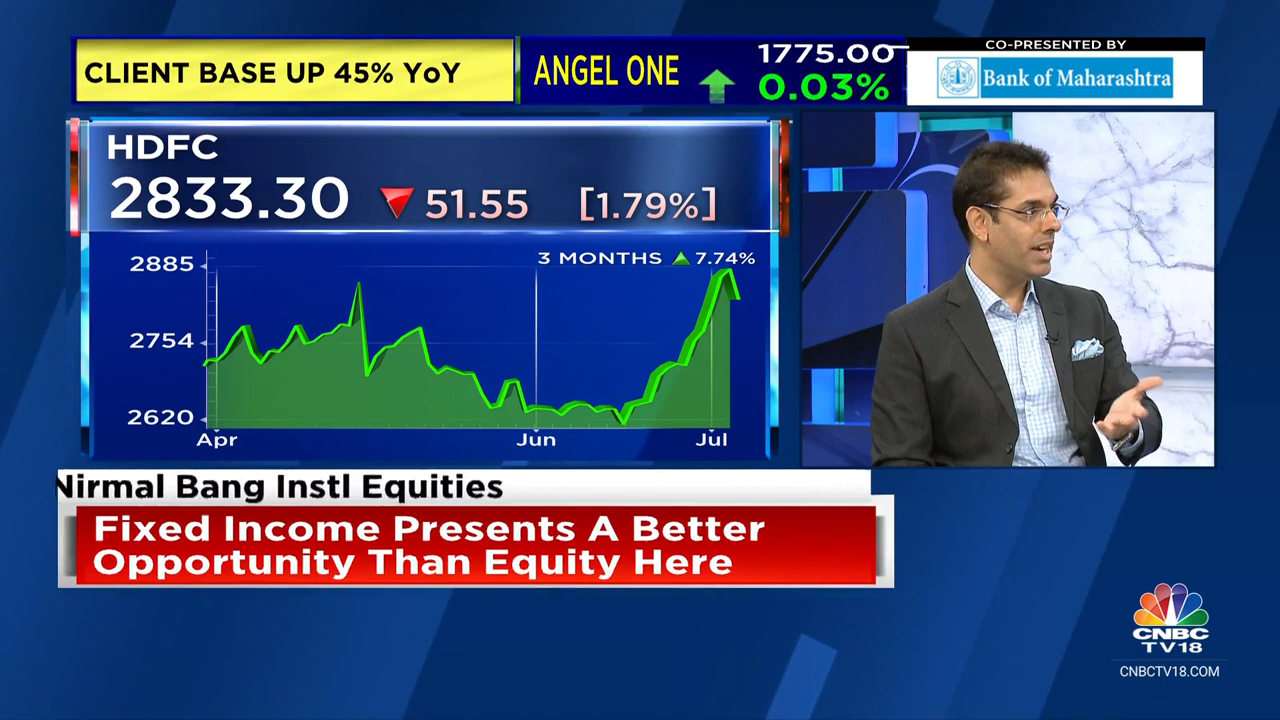 CLIENT BASE UP 45% YoY
ANGEL ONE
1775.00
0.03%
CO-PRESENTED BY
Bank of Maharashtra
HDFC
2833.30 51.55 [1.79%]
3 MONTHS 7.74%
2885
2754
2620
Apr Jun Jul
Nirmal Bang Instl Equities
Fixed Income Presents A Better
Opportunity Than Equity Here
CNBC
TV18
CNBCTV18.COM